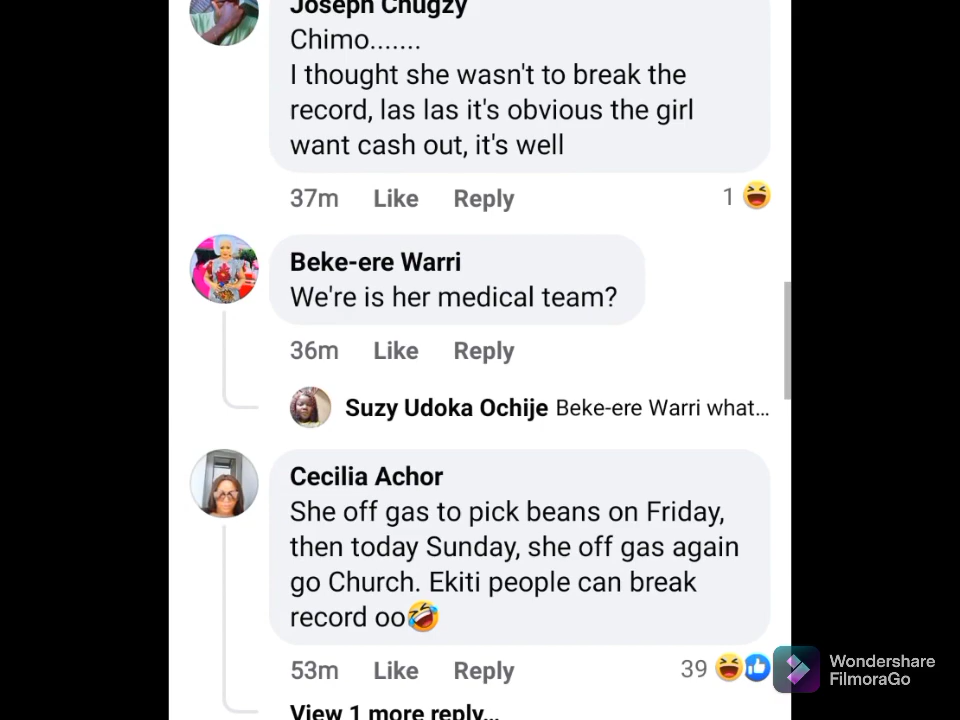 Joseph Chugzy
Chimo.......
I thought she wasn't to break the
record, las las it's obvious the girl
want cash out, it's well
37m Like Reply 1
Beke-ere Warri
We're is her medical team?
36m Like Reply
Suzy Udoka Ochije Beke-ere Warri what...
Cecilia Achor
She off gas to pick beans on Friday,
then today Sunday, she off gas again
go Church. Ekiti people can break
record oo🤣
53m Like Reply 39
View 1 more reply...
Wondershare
FilmoraGo